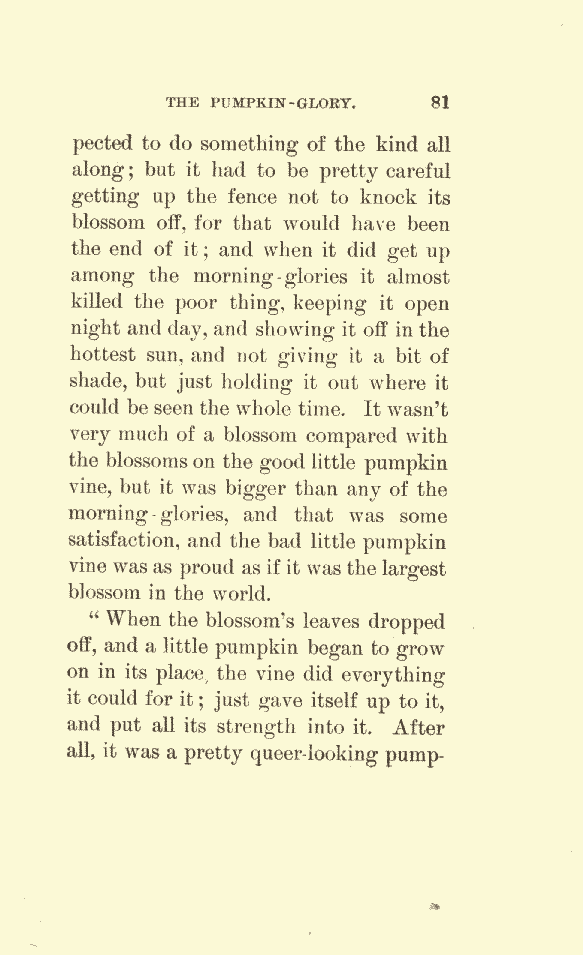 THE PUMPKIN-GLORY. 81
pected to do something of the kind all
along; but it had to be pretty careful
getting up the fence not to knock its
blossom off, for that would have been
the end of it; and when it did get up
among the morning-glories it almost
killed the poor thing, keeping it open
night and day, and showing it off in the
hottest sun, and not giving it a bit of
shade, but just holding it out where it
could be seen the whole time. It wasn't
very much of a blossom compared with
the blossoms on the good little pumpkin
vine, but it was bigger than any of the
morning-glories, and that was some
satisfaction, and the bad little pumpkin
vine was as proud as if it was the largest
blossom in the world.
“When the blossom's leaves dropped
off, and a little pumpkin began to grow
on in its place, the vine did everything
it could for it; just gave itself up to it,
and put all its strength into it. After
all, it was a pretty queer-looking pump-